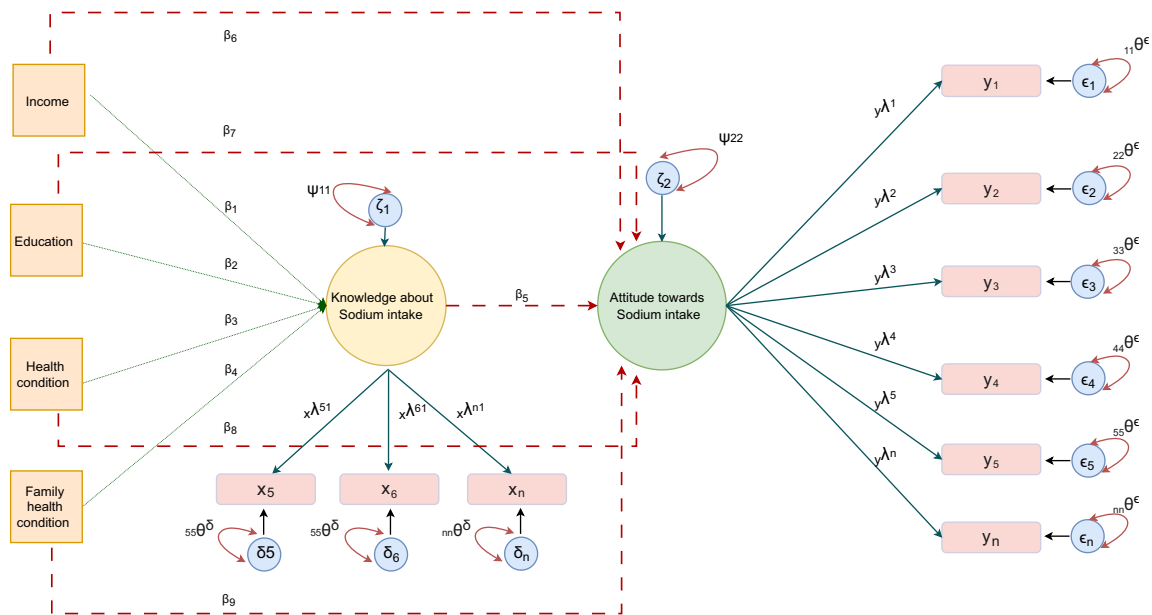 β6
11θϵ
yλ1
y1
ϵ1
Income
β7
ψ22
ζ2
22θϵ
yλ2
y2
ϵ2
ψ11
ζ1
β1
Education
β2
33θϵ
yλ3
y3
ϵ3
Knowledge about
Sodium intake
β5
Attitude towards
Sodium intake
β3
Health
condition
β4
44θϵ
yλ4
y4
ϵ4
xλ51
xλ61
xλn1
β8
yλ5
55θϵ
y5
ϵ5
yλn
Family
health
condition
x5
x6
xn
nnθϵ
yn
ϵn
55θδ
δ5
55θδ
δ6
nnθδ
δn
β9